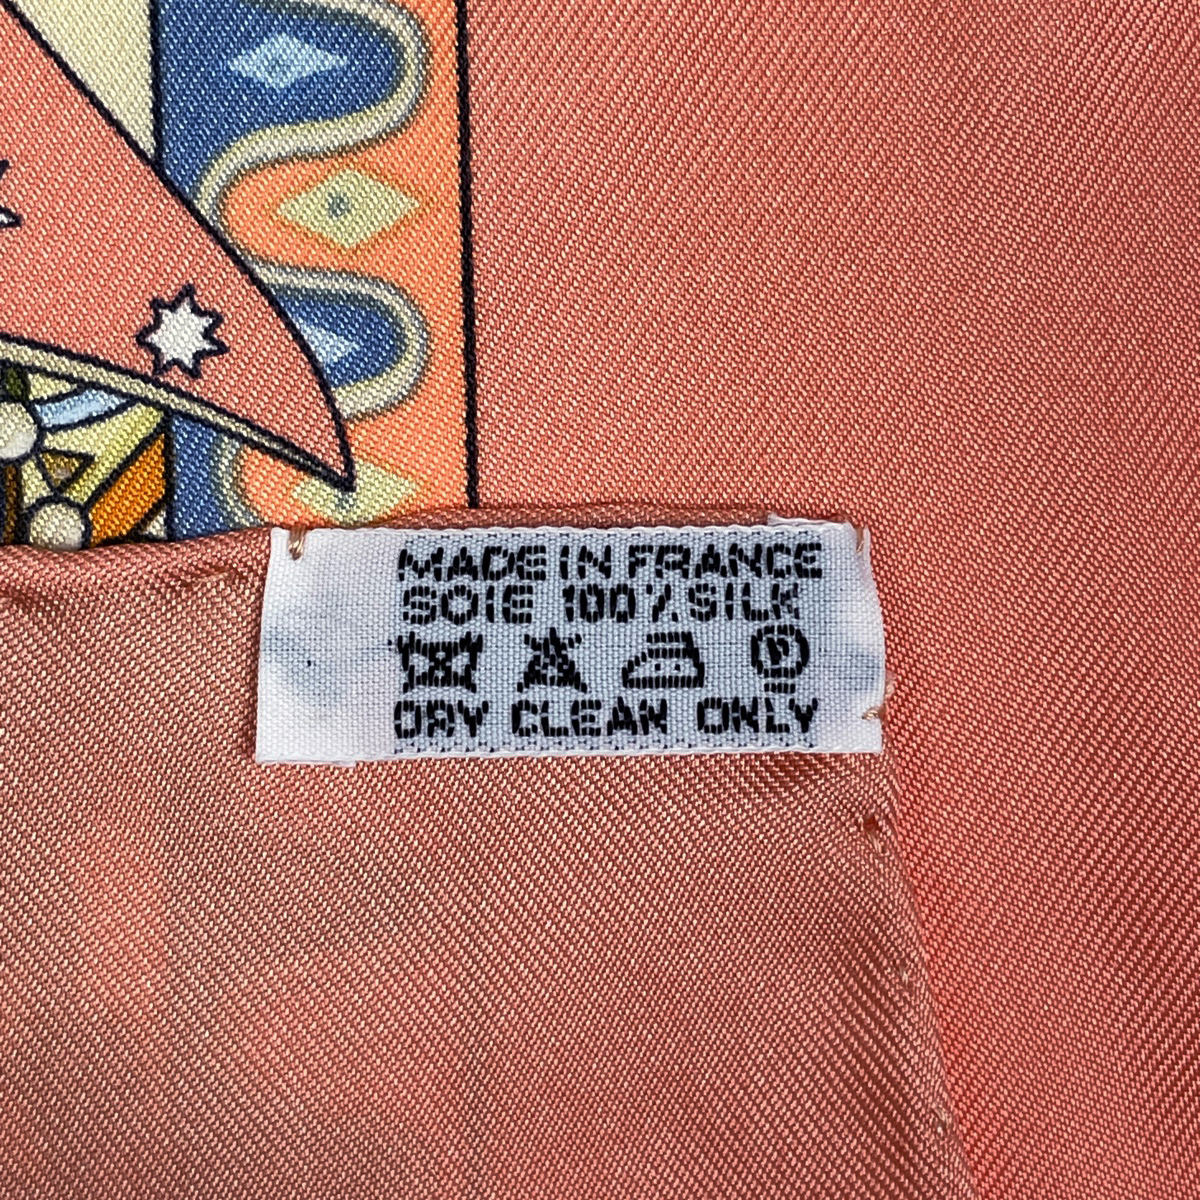 MADE IN FRANCE
SOIE 100% SILK
P
DRY CLEAN ONLY